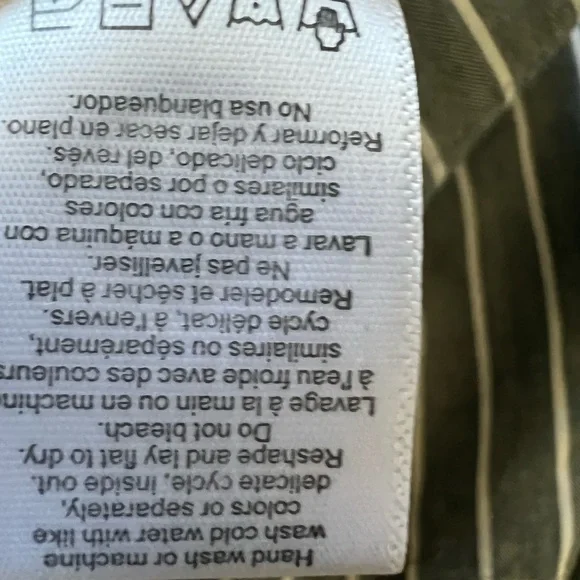 Hand wash or machine
wash cold water with like
colors or separately,
delicate cycle, inside out.
Reshape and lay flat to dry.
Do not bleach.
Lavage à la main ou en machine
à l'eau froide avec des couleurs
similaires ou séparément,
cycle délicat, à l'envers.
Remodeler et séchés à plat.
Ne pas javelliser.
Lavar a mano o a máquina con
agua fría con colores
similares o por separado,
ciclo delicado, del revés.
Reformar y dejar secar en plano.
No usa blanqueador.